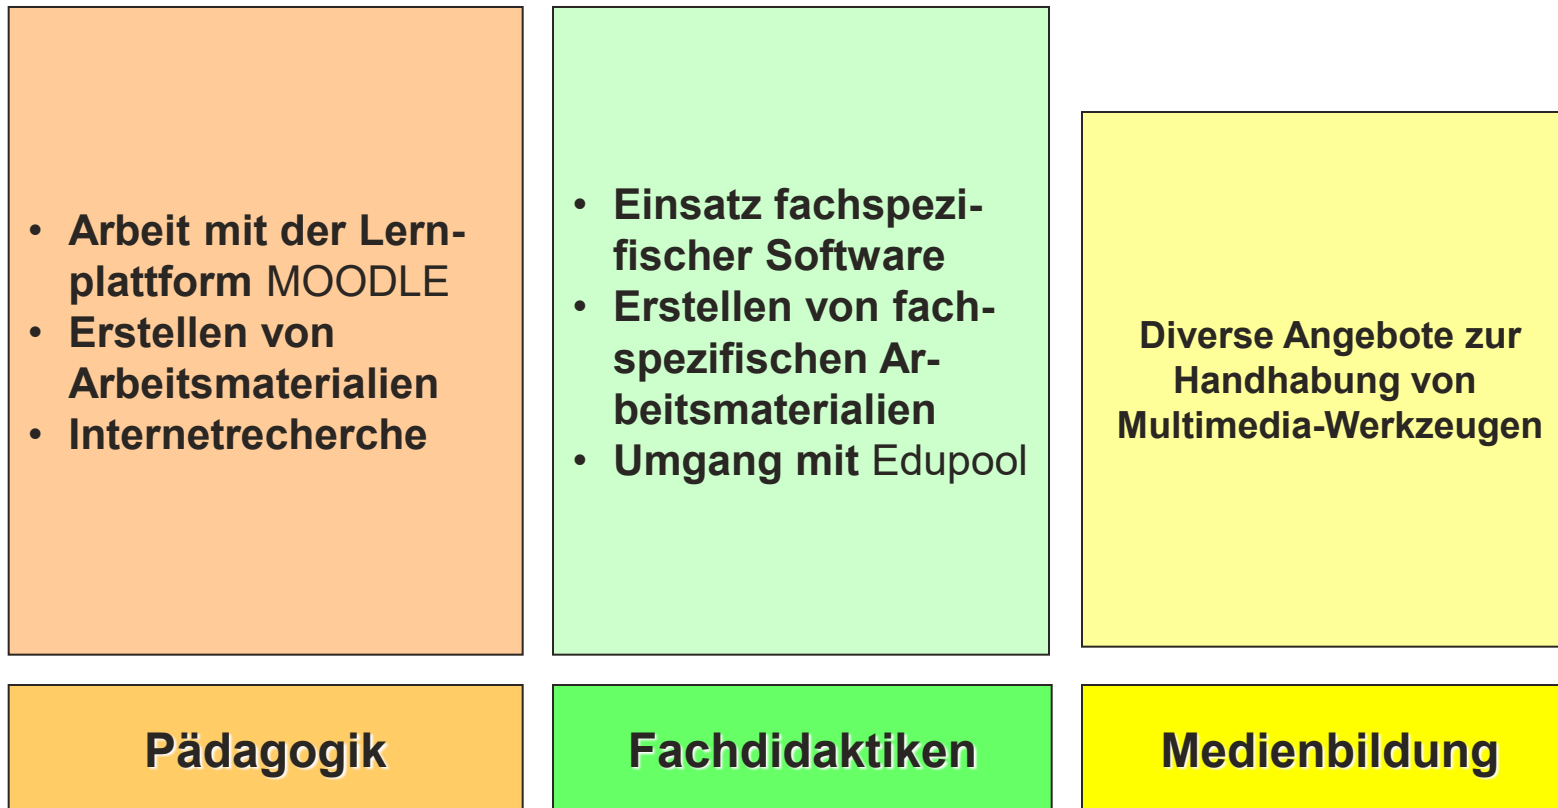 • Arbeit mit der Lern-
plattform MOODLE
• Erstellen von
Arbeitsmaterialien
• Internetrecherche
• Einsatz fachspezi-
fischer Software
• Erstellen von fach-
spezifischen Ar-
beitsmaterialien
• Umgang mit Edupool
Diverse Angebote zur
Handhabung von
Multimedia-Werkzeugen
Pädagogik
Fachdidaktiken
Medienbildung